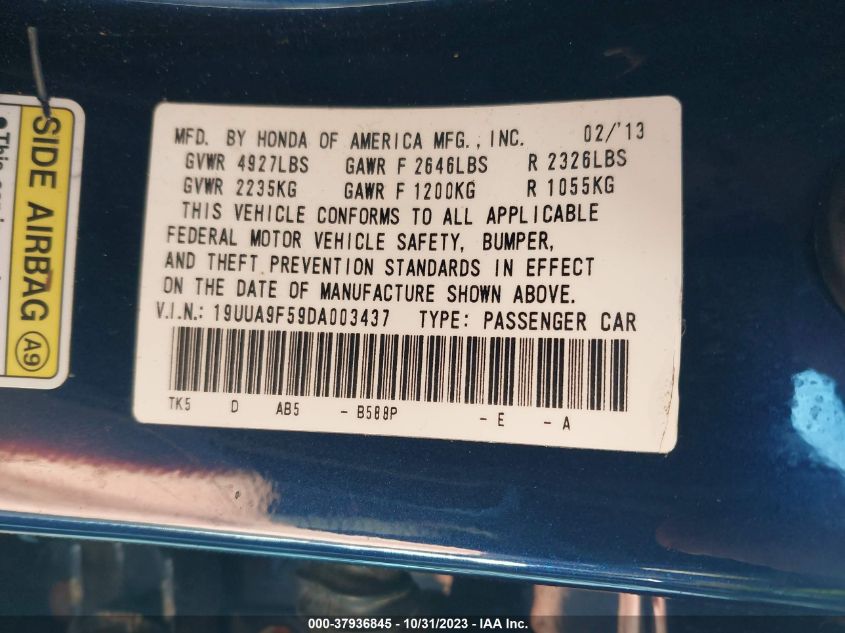 SIDE AIRBAG A9
MFD. BY HONDA OF AMERICA MFG., INC. 02/'13
GVWR 4927LBS GAWR F 2646LBS R 2326LBS
GVWR 2235KG GAWR F 1200KG R 1055KG
THIS VEHICLE CONFORMS TO ALL APPLICABLE
FEDERAL MOTOR VEHICLE SAFETY, BUMPER,
AND THEFT PREVENTION STANDARDS IN EFFECT
ON THE DATE OF MANUFACTURE SHOWN ABOVE.
V.I.N.: 19UUA9F59DA003437 TYPE: PASSENGER CAR
TK5 D AB5 - B588P - E - A
000-37936845 - 10/31/2023 - IAA Inc.